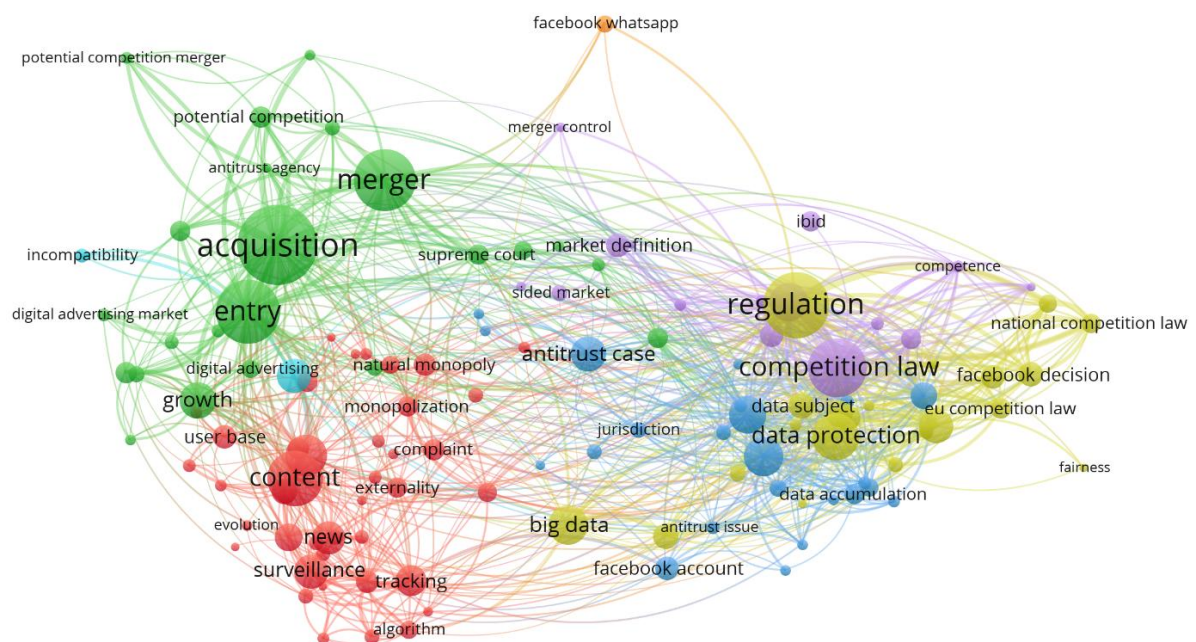 facebook whatsapp
potential competition merger
potential competition
merger control
antitrust agency
merger
ibid
acquisition
market definition
incompatibility
supreme court
competence
sided market
regulation
digital advertising market
entry
national competition law
antitrust case
digital advertising
natural monopoly
competition law
facebook decision
growth
monopolization
data subject
eu competition law
user base
jurisdiction
data protection
complaint
fairness
content
externality
data accumulation
evolution
news
big data
antitrust issue
surveillance
tracking
facebook account
algorithm